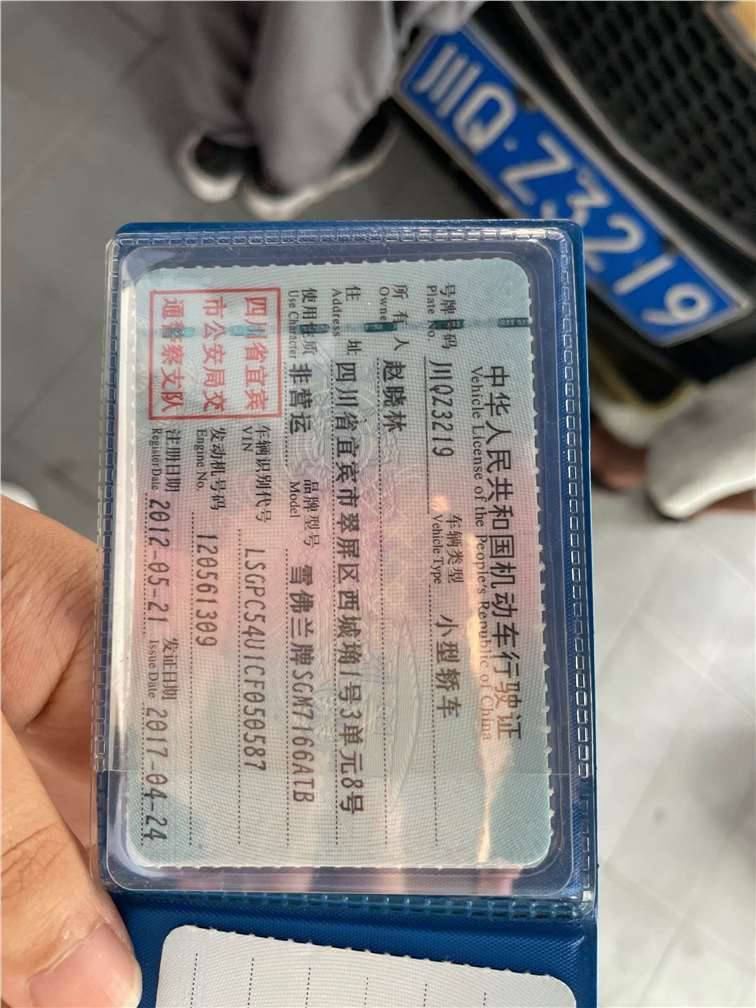 川Q·Z3219
中华人民共和国机动车行驶证
Vehicle License of the People's Republic of China
号牌号码 川QZ3219 车辆类型 小型轿车
Plate No. Vehicle Type
所有人 赵晓林
Owner
住址 四川省宜宾市翠屏区西城埆1号3单元8号
Address
使用性质 非营运 品牌型号 雪佛兰牌SGM7166ATB
Use Character Model
车辆识别代号 LSGPC54U1CF050587
VIN
发动机号码 120561309
Engine No.
注册日期 2012-05-21 发证日期 2017-04-24
Register Date Issue Date
四川省宜宾
市公安局交
通警察支队